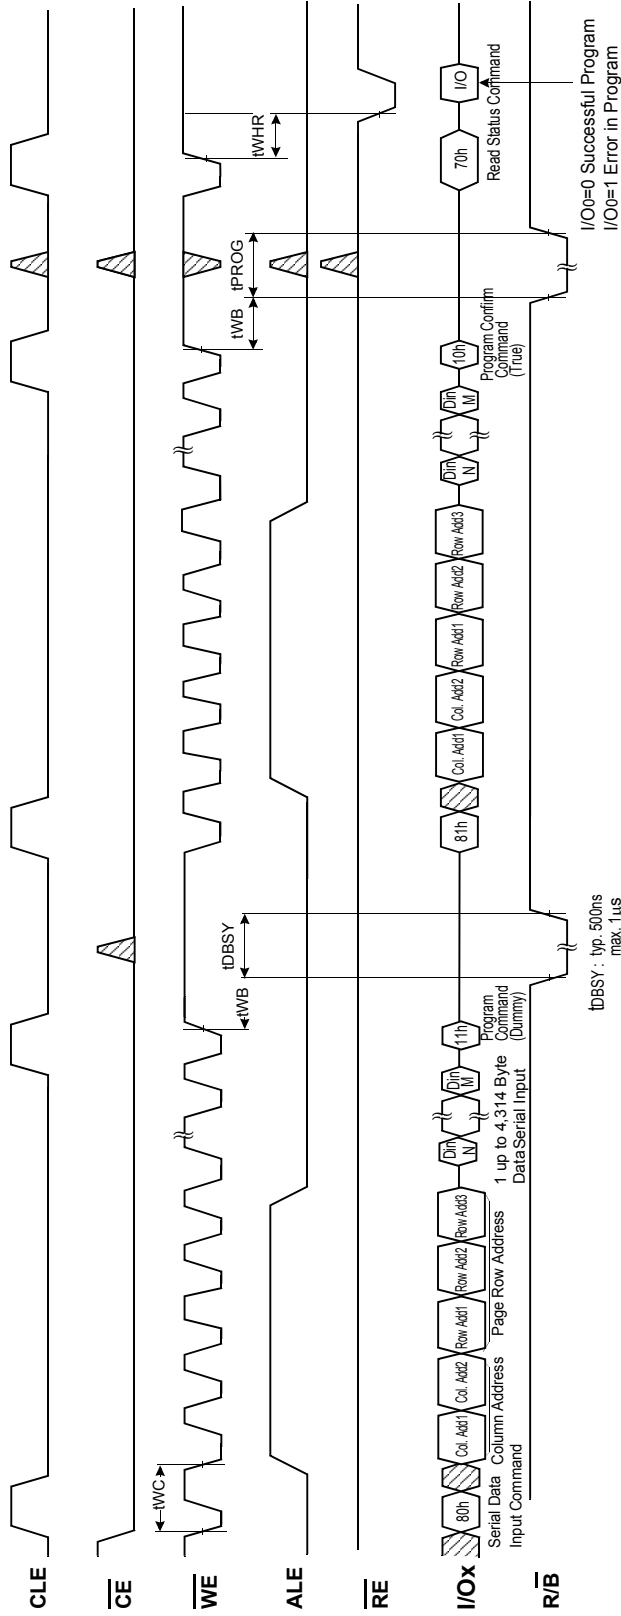 CLE
CE
WE
tWC
tWB
tDBSY
tWB
tPROG
tWHR
ALE
RE
I/Ox
80h
Col. Add1
Col. Add2
Row Add1
Row Add2
Row Add3
Din
N
Din
M
11h
81h
Col. Add1
Col. Add2
Row Add1
Row Add2
Row Add3
Din
N
Din
M
10h
70h
I/O
Serial Data
Input Command
Column Address
Page Row Address
1 up to 4,314 Byte
DataSerial Input
Program
Command
(Dummy)
Program Confirm
Command
(True)
Read Status Command
R/B
tDBSY : typ. 500ns
max. 1µs
I/O0=0 Successful Program
I/O0=1 Error in Program